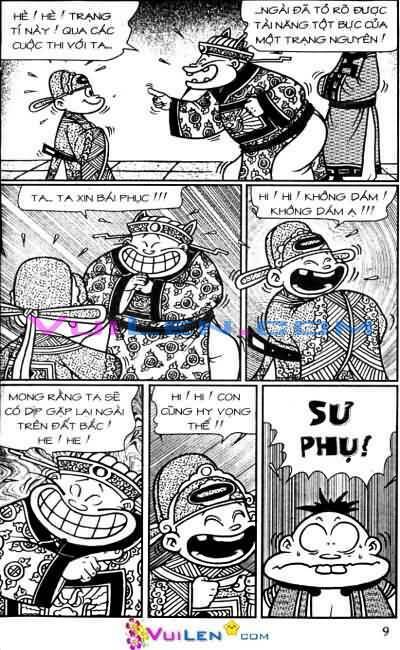 HÈ! HÈ! TRẠNG
TÍ NÀY! QUA CÁC
CUỘC THI VỚI TA...
...NGÀI ĐÃ TỎ RÕ ĐƯỢC
TÀI NĂNG TỘT BỰC CỦA
MỘT TRẠNG NGUYÊN!
TA... TA XIN BÁI PHỤC!!!
HI! HI! KHÔNG DÁM!
KHÔNG DÁM Ạ!!!
VuiLen.com
MONG RẰNG TA SẼ
CÓ DỊP GẶP LẠI NGÀI
TRÊN ĐẤT BẮC!
HE! HE!
HI! HI! CON
CŨNG HY VỌNG
THẾ!!
SƯ
PHỤ!
9
VuiLen.com